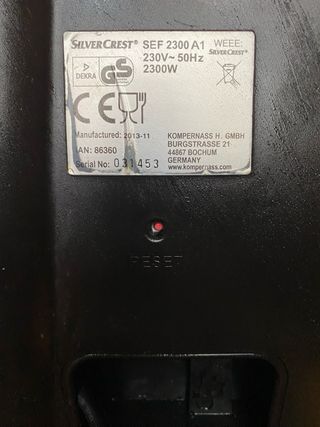 SILVERCREST® SEF 2300 A1 WEEE:
230V~ 50Hz SILVERCREST®
2300W
DEKRA
GS
CE
Manufactured: 2013-11 KOMPERNASS H. GMBH
BURGSTRASSE 21
IAN: 86360 44867 BOCHUM
GERMANY
Serial No: 031453 www.kompernass.com
RESET